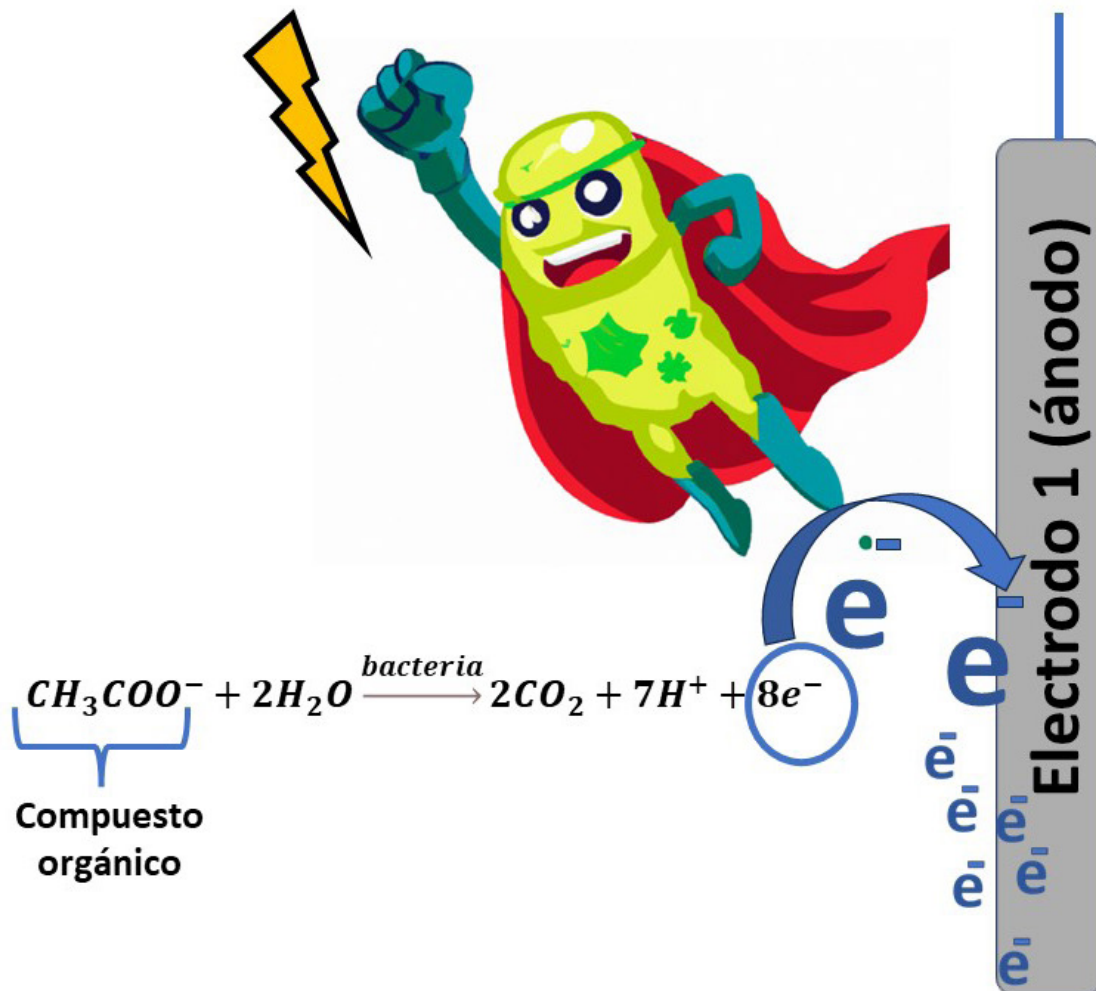 CH₃COO⁻ + 2H₂O bacteria → 2CO₂ + 7H⁺ + 8e⁻
Compuesto
orgánico
e⁻
e⁻
e⁻
e⁻
e⁻
e⁻
e⁻
e⁻
Electrodo 1 (ánodo)